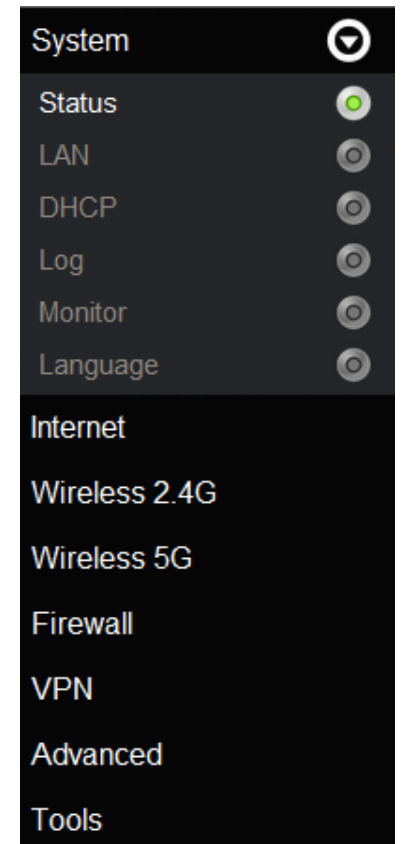 System
Status
LAN
DHCP
Log
Monitor
Language
Internet
Wireless 2.4G
Wireless 5G
Firewall
VPN
Advanced
Tools